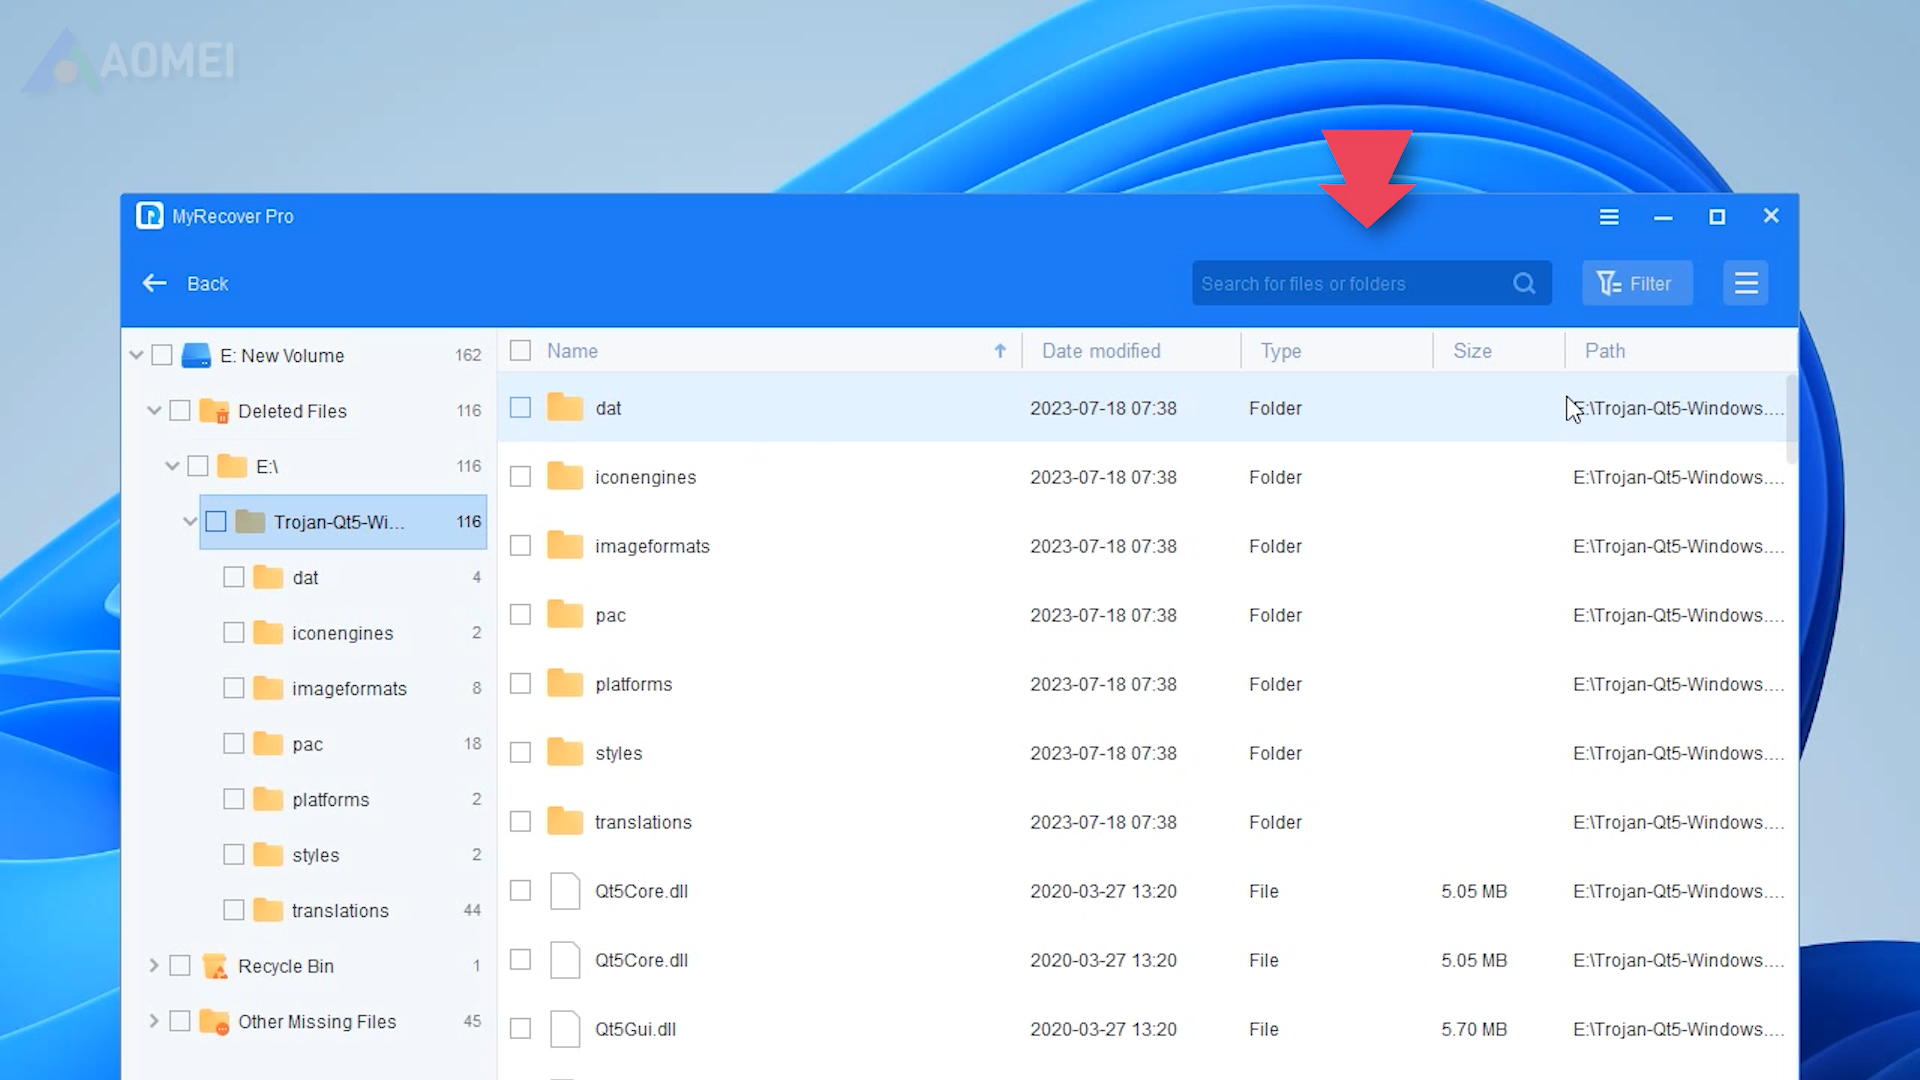 AOMEI
MyRecover Pro
Back
Search for files or folders
Filter
E: New Volume 162
Deleted Files 116
E:\ 116
Trojan-Qt5-Wi... 116
dat 4
iconengines 2
imageformats 8
pac 18
platforms 2
styles 2
translations 44
Recycle Bin 1
Other Missing Files 45
Name Date modified Type Size Path
dat 2023-07-18 07:38 Folder E:\Trojan-Qt5-Windows....
iconengines 2023-07-18 07:38 Folder E:\Trojan-Qt5-Windows....
imageformats 2023-07-18 07:38 Folder E:\Trojan-Qt5-Windows....
pac 2023-07-18 07:38 Folder E:\Trojan-Qt5-Windows....
platforms 2023-07-18 07:38 Folder E:\Trojan-Qt5-Windows....
styles 2023-07-18 07:38 Folder E:\Trojan-Qt5-Windows....
translations 2023-07-18 07:38 Folder E:\Trojan-Qt5-Windows....
Qt5Core.dll 2020-03-27 13:20 File 5.05 MB E:\Trojan-Qt5-Windows....
Qt5Core.dll 2020-03-27 13:20 File 5.05 MB E:\Trojan-Qt5-Windows....
Qt5Gui.dll 2020-03-27 13:20 File 5.70 MB E:\Trojan-Qt5-Windows....